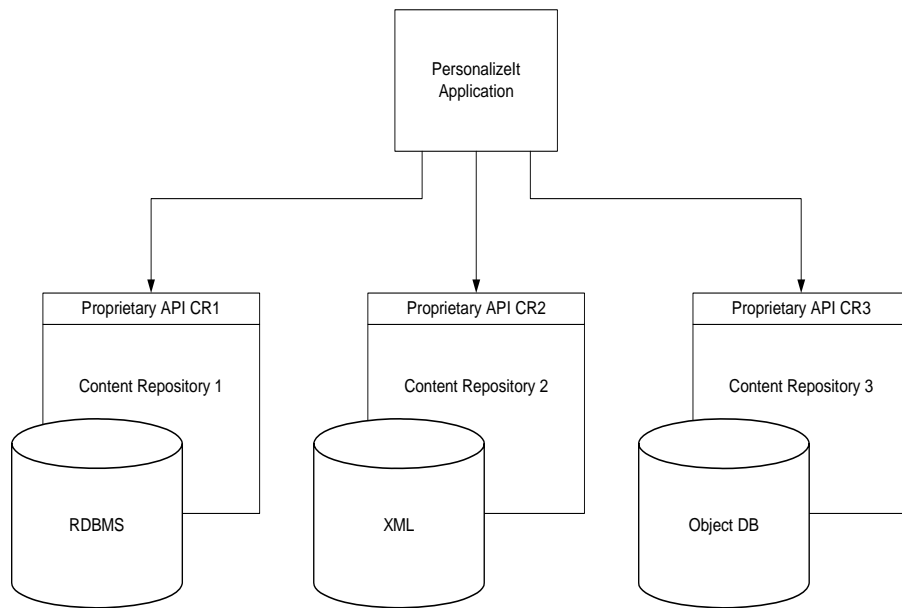 PersonalizeIt
Application
Proprietary API CR1
Proprietary API CR2
Proprietary API CR3
Content Repository 1
Content Repository 2
Content Repository 3
RDBMS
XML
Object DB